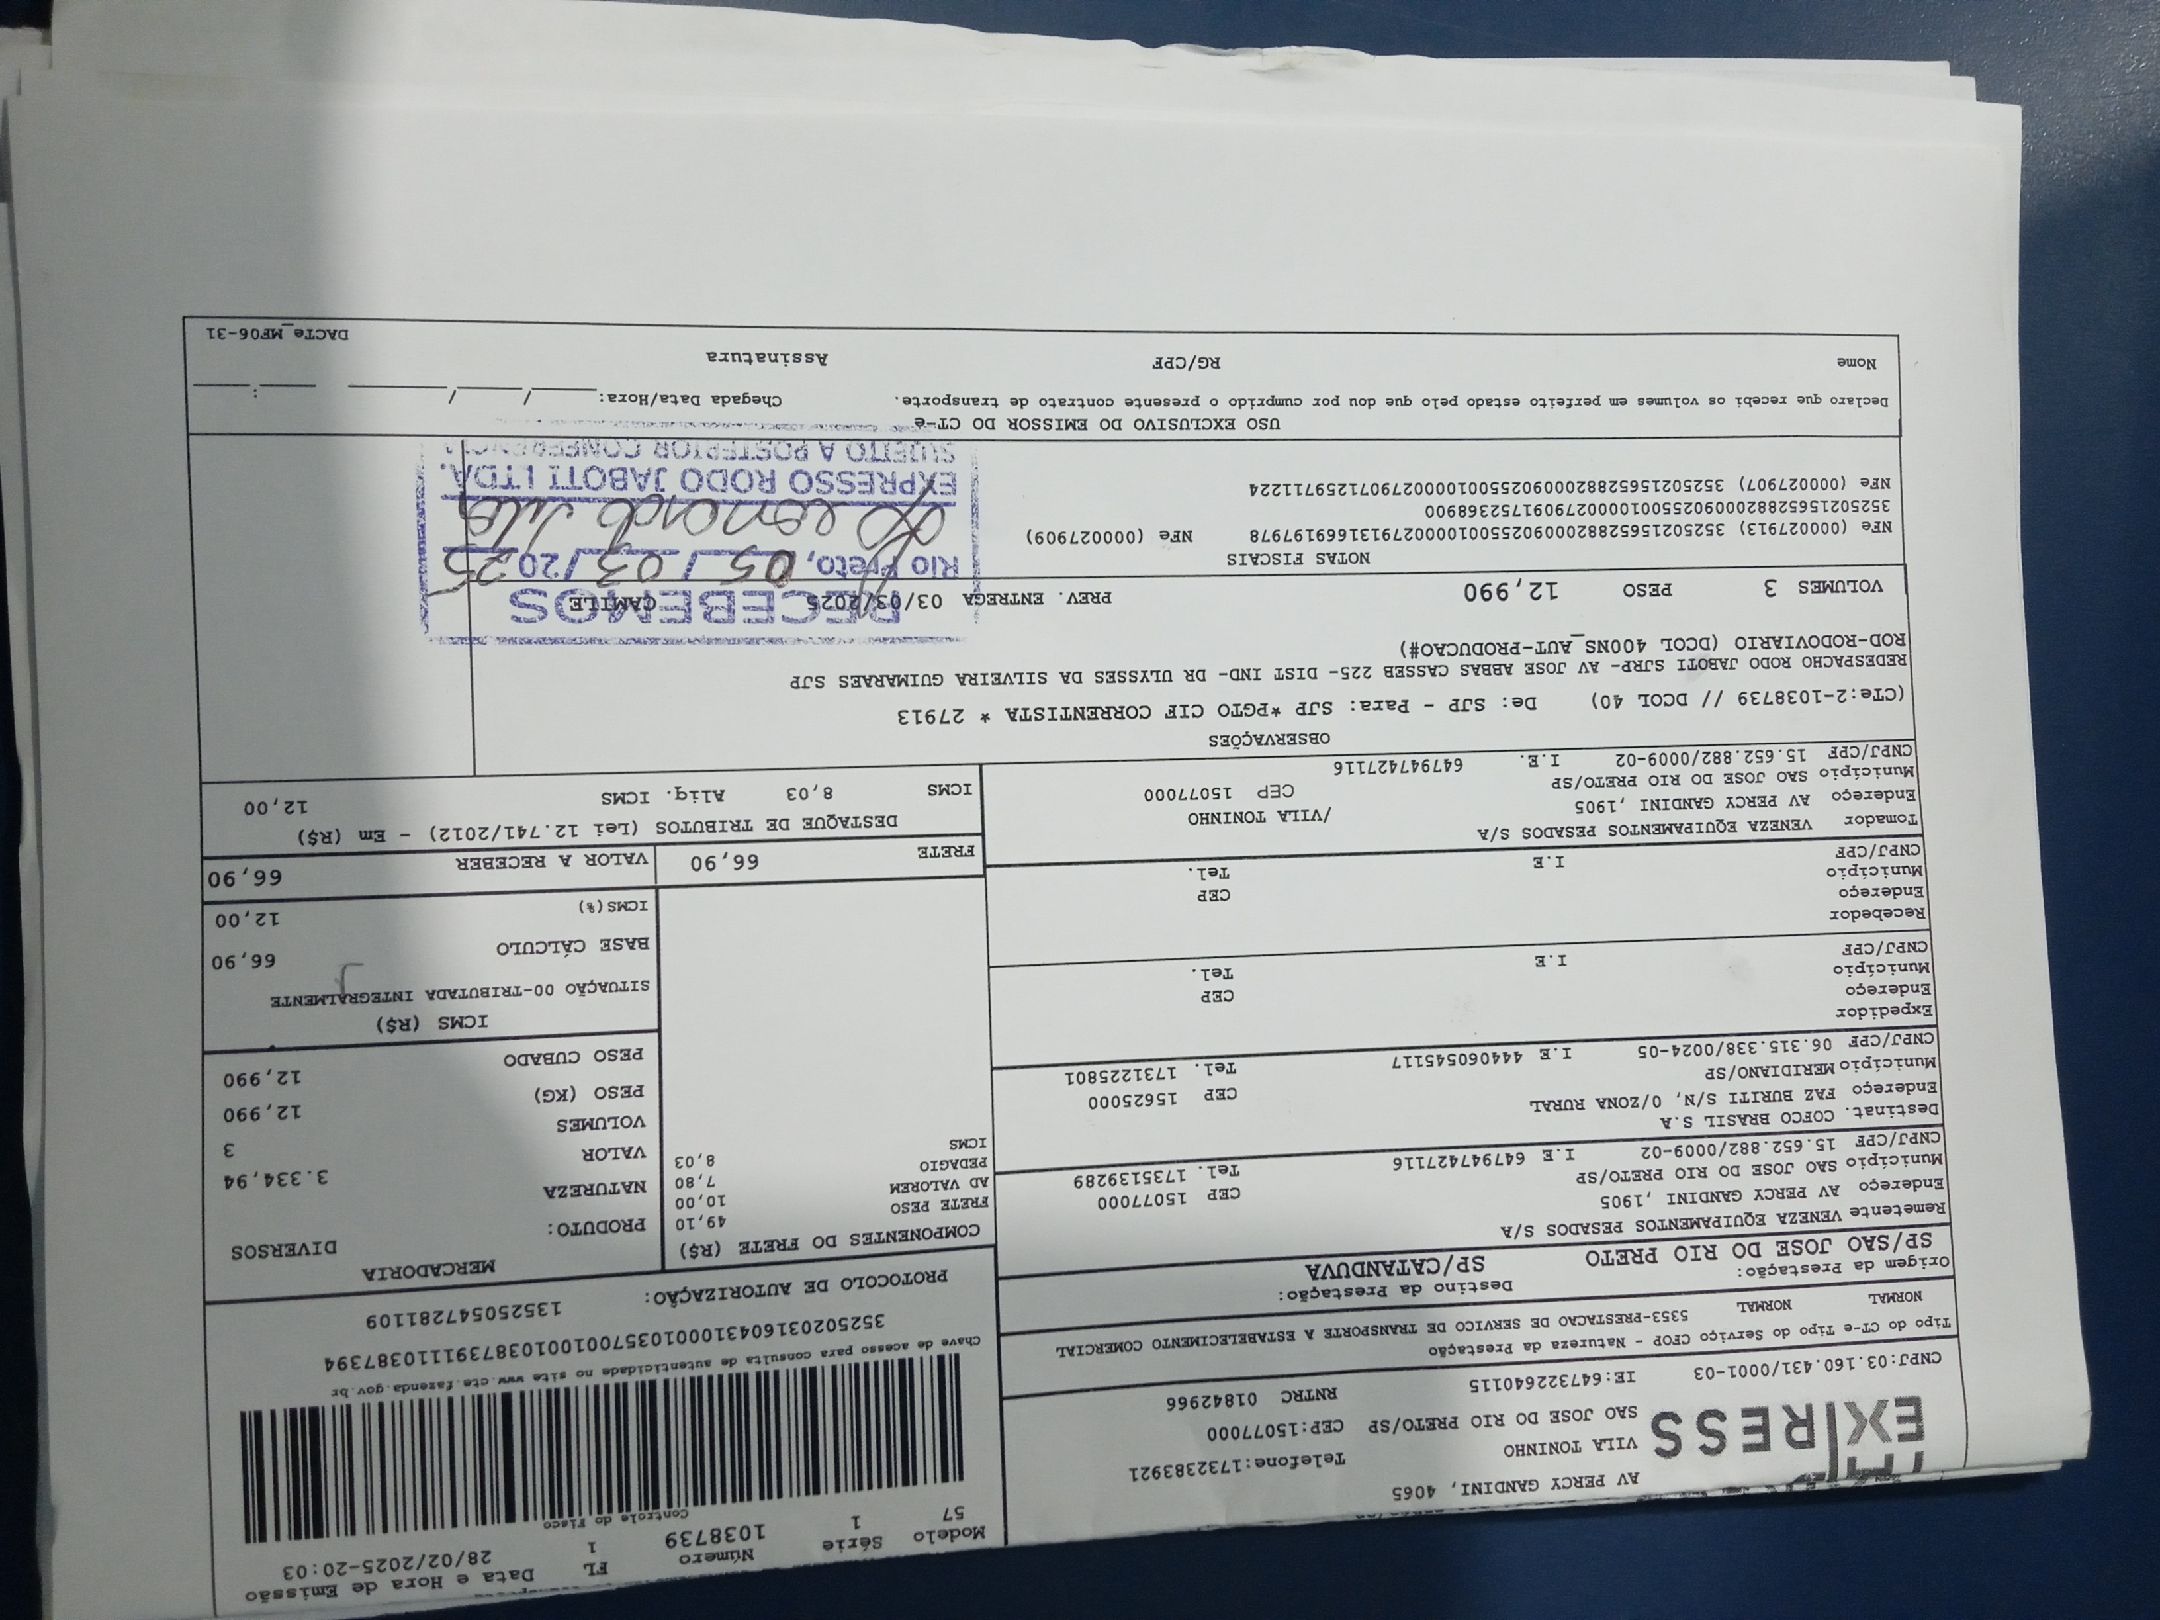 EXPRESS
AV PERCY GANDINI, 4065
VILA TONINHO Telefone:1732383921
SAO JOSE DO RIO PRETO/SP CEP:15077000
CNPJ:03.160.431/0001-03 IE:647322640115 RNTRC 01842966
Modelo Série Número FL Data e Hora de Emissão
57 1 1038739 1 28/02/2025-20:03
Controle do Fisco
Chave de acesso para consulta de autenticidade no site www.cte.fazenda.gov.br
35250203160431000103570010010387391110387394
PROTOCOLO DE AUTORIZAÇÃO: 135250547281109
Tipo do CT-e Tipo do Serviço CFOP - Natureza da Prestação
NORMAL NORMAL 5353-PRESTACAO DE SERVICO DE TRANSPORTE A ESTABELECIMENTO COMERCIAL
Origem da Prestação: Destino da Prestação:
SP/SAO JOSE DO RIO PRETO SP/CATANDUVA
Remetente VENEZA EQUIPAMENTOS PESADOS S/A
Endereço AV PERCY GANDINI ,1905 CEP 15077000
Município SAO JOSE DO RIO PRETO/SP Tel. 1735139289
CNPJ/CPF 15.652.882/0009-02 I.E 647947427116
Destinat. COFCO BRASIL S.A
Endereço FAZ BURITI S/N, 0/ZONA RURAL CEP 15625000
Município MERIDIANO/SP Tel. 1731225801
CNPJ/CPF 06.315.338/0024-05 I.E 444060545117
Expedidor
Endereço CEP
Município Tel.
CNPJ/CPF I.E
Recebedor
Endereço CEP
Município Tel.
CNPJ/CPF I.E
Tomador VENEZA EQUIPAMENTOS PESADOS S/A
Endereço AV PERCY GANDINI ,1905 /VILA TONINHO
Município SAO JOSE DO RIO PRETO/SP CEP 15077000
CNPJ/CPF 15.652.882/0009-02 I.E. 647947427116
COMPONENTES DO FRETE (R$)
FRETE PESO 49,10
AD VALOREM 10,00
PEDAGIO 7,80
ICMS 8,03
MERCADORIA
PRODUTO: DIVERSOS
NATUREZA
VALOR 3.334,94
VOLUMES 3
PESO (KG) 12,990
PESO CUBADO 12,990
ICMS (R$)
SITUAÇÃO 00-TRIBUTADA INTEGRALMENTE
BASE CÁLCULO 66,90
ICMS(%) 12,00
FRETE 66,90 VALOR A RECEBER 66,90
DESTAQUE DE TRIBUTOS (Lei 12.741/2012) - Em (R$)
ICMS 8,03 Aliq. ICMS 12,00
OBSERVAÇÕES
(CTe:2-1038739 // DCOL 40) De: SJP - Para: SJP *PGTO CIF CORRENTISTA * 27913
REDESPACHO RODO JABOTI SJRP- AV JOSE ABBAS CASSEB 225- DIST IND- DR ULYSSES DA SILVEIRA GUIMARAES SJP
ROD-RODOVIARIO (DCOL 400NS_AUT-PRODUCAO#)
VOLUMES 3 PESO 12,990 PREV. ENTREGA 03/03/2025 CAMILE
NOTAS FISCAIS
NFe (000027913) 35250215652882000902550010000279131669197978 NFe (000027909)
35250215652882000902550010000279091752368900
NFe (000027907) 35250215652882000902550010000279071259711224
RECEBEMOS
Rio Preto, 05/03/2025
EXPRESSO RODO JABOTI LTDA.
SUJEITO A POSTERIOR CONFERENCIA
USO EXCLUSIVO DO EMISSOR DO CT-e
Declaro que recebi os volumes em perfeito estado pelo que dou por cumprido o presente contrato de transporte. Chegada Data/Hora: / / :
Nome RG/CPF Assinatura
DACTe_MF06-31